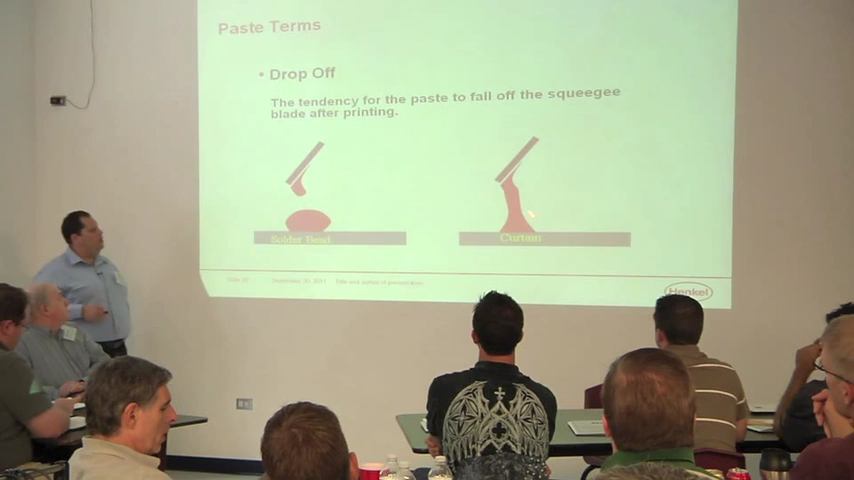 Paste Terms
• Drop Off
The tendency for the paste to fall off the squeegee
blade after printing.
Solder Bead
Curtain
Henkel